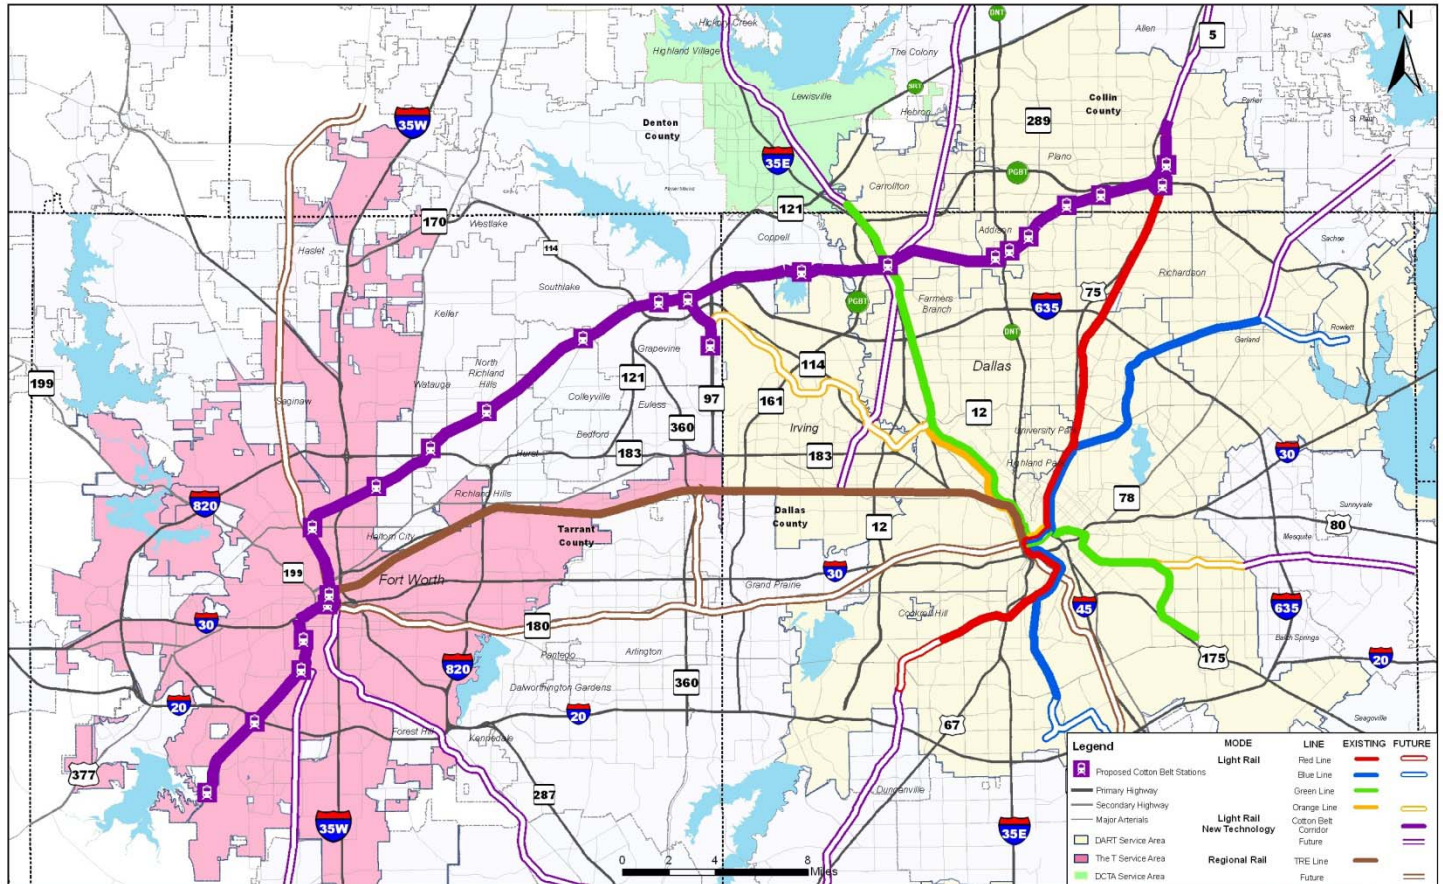 Hickory Creek
DNT
Allen
5
Lucas
N
Highland Village
The Colony
Lewisville
SRT
Hebron
Collin
County
Parker
St. Paul
35W
Denton
County
289
Plano
35E
PGBT
Carrollton
121
170
Westlake
Coppell
Addison
Haslet
114
Sachse
Southlake
Richardson
75
PGBT
Farmers
Branch
635
Keller
DNT
Garland
Rowlett
Grapevine
North
Richland
Hills
114
Dallas
199
Watauga
121
97
161
12
Saginaw
Colleyville
Euless
360
Irving
University Park
Bedford
183
183
Hurst
Highland Park
30
Richland Hills
78
820
Sunnyvale
Tarrant
County
Dallas
County
12
80
Haltom City
Mesquite
199
Fort Worth
30
Grand Prairie
45
635
30
180
Cockrell Hill
Balch Springs
Pantego
Arlington
175
20
820
360
Dalworthington Gardens
20
20
67
Seagoville
Forest Hill
Kennedale
377
Duncanville
287
35W
35E
0 2 4 8
Miles
Legend MODE LINE EXISTING FUTURE
Light Rail Red Line
Proposed Cotton Belt Stations
Blue Line
Primary Highway Green Line
Secondary Highway Orange Line
Major Arterials Light Rail Cotton Belt
New Technology Corridor
DART Service Area Future
The T Service Area Regional Rail TRE Line
DCTA Service Area Future